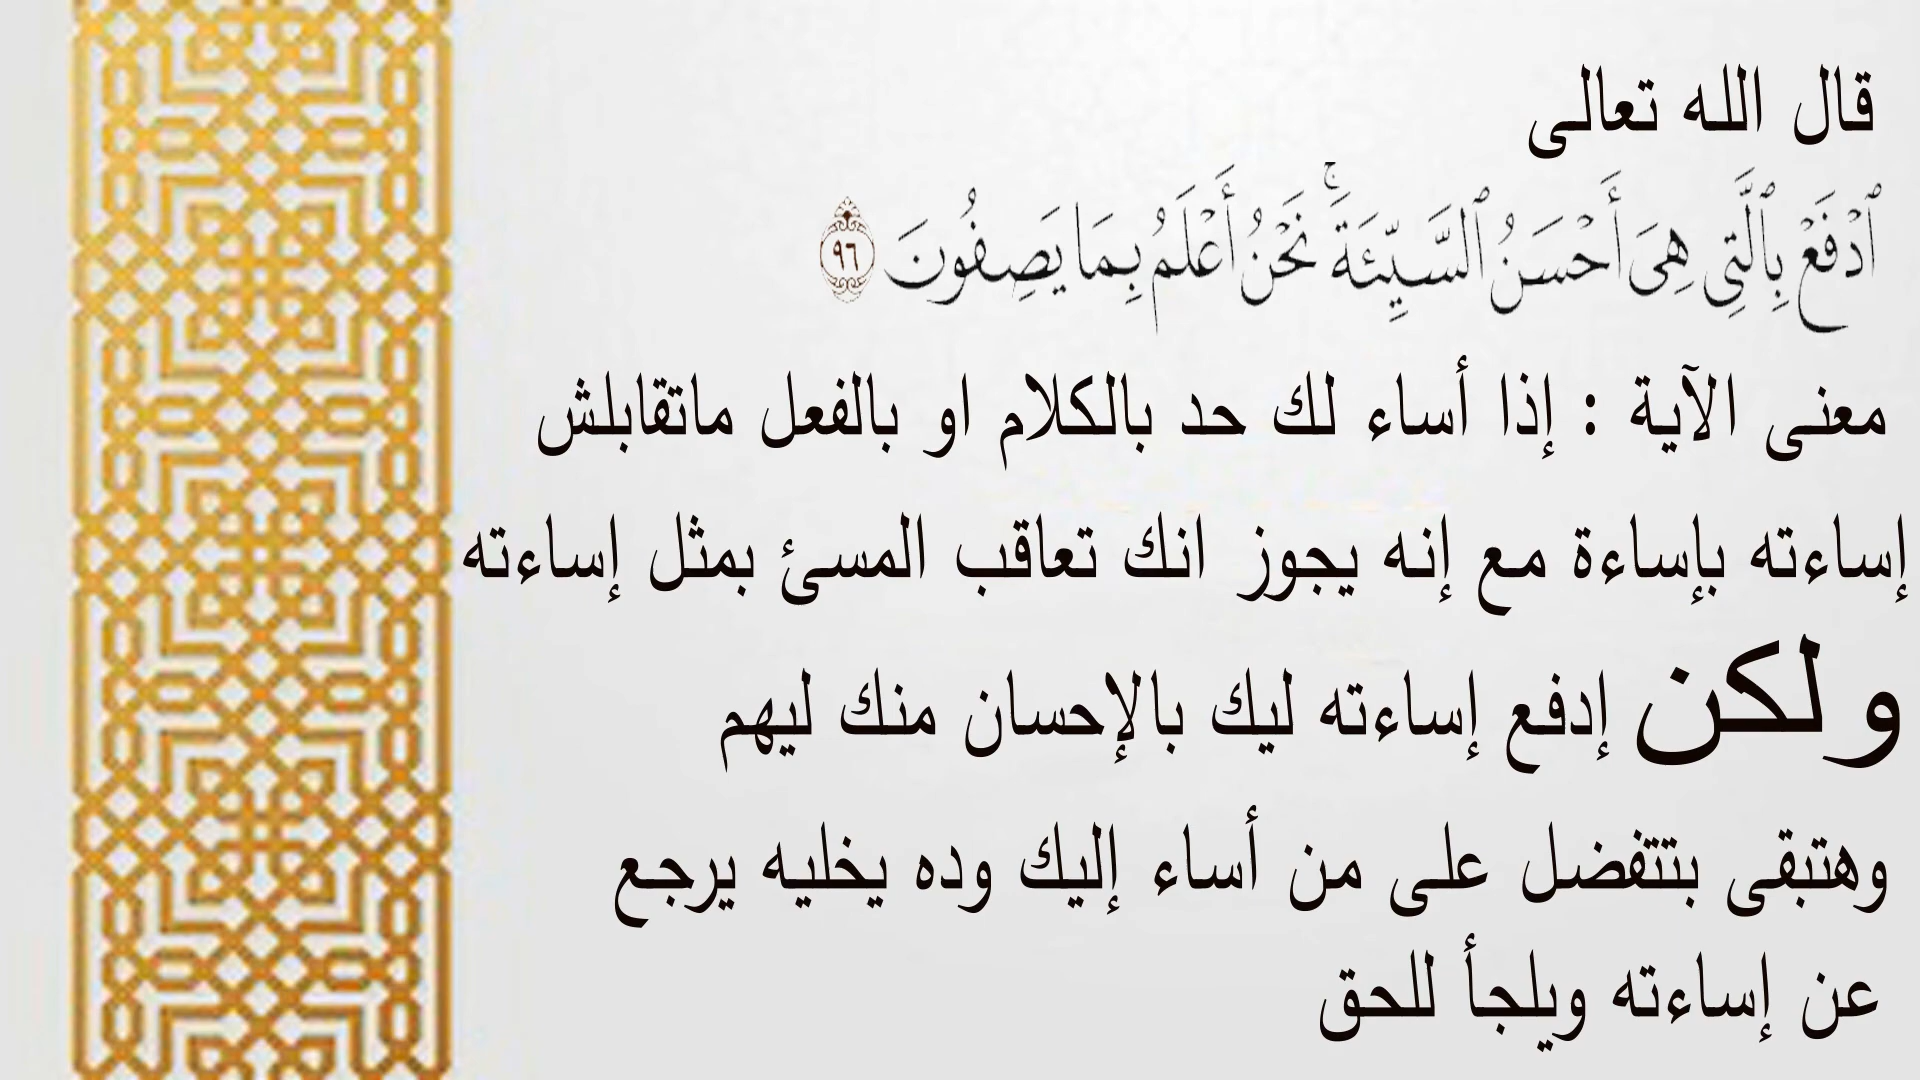 قال الله تعالى
ٱدْفَعْ بِٱلَّتِى هِىَ أَحْسَنُ ٱلسَّيِّئَةَ ۚ نَحْنُ أَعْلَمُ بِمَا يَصِفُونَ ٩٦
معنى الآية : إذا أساء لك حد بالكلام او بالفعل ماتقابلش
إساءته بإساءة مع إنه يجوز انك تعاقب المسئ بمثل إساءته
ولكن إدفع إساءته ليك بالإحسان منك ليهم
وهتبقى بتتفضل على من أساء إليك وده يخليه يرجع
عن إساءته ويلجأ للحق